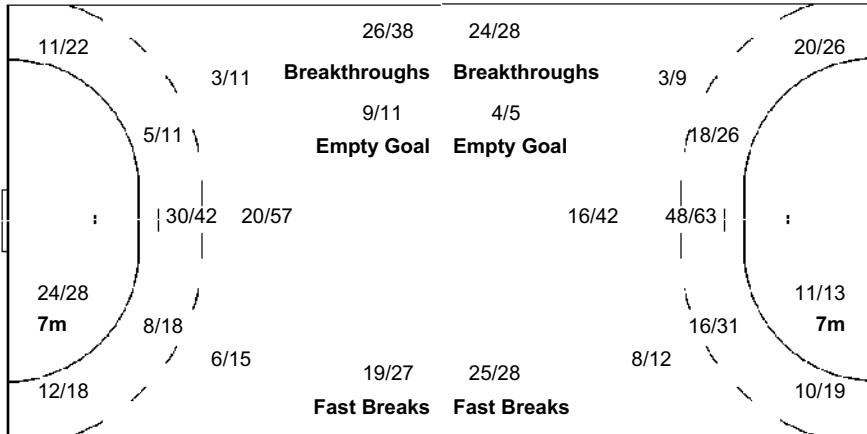 26/38 24/28
11/22 20/26
3/11 Breakthroughs Breakthroughs 3/9
9/11 4/5
5/11 18/26
Empty Goal Empty Goal
30/42 20/57 16/42 48/63
24/28 11/13
7m 7m
8/18 16/31
6/15 8/12
19/27 25/28
12/18 10/19
Fast Breaks Fast Breaks